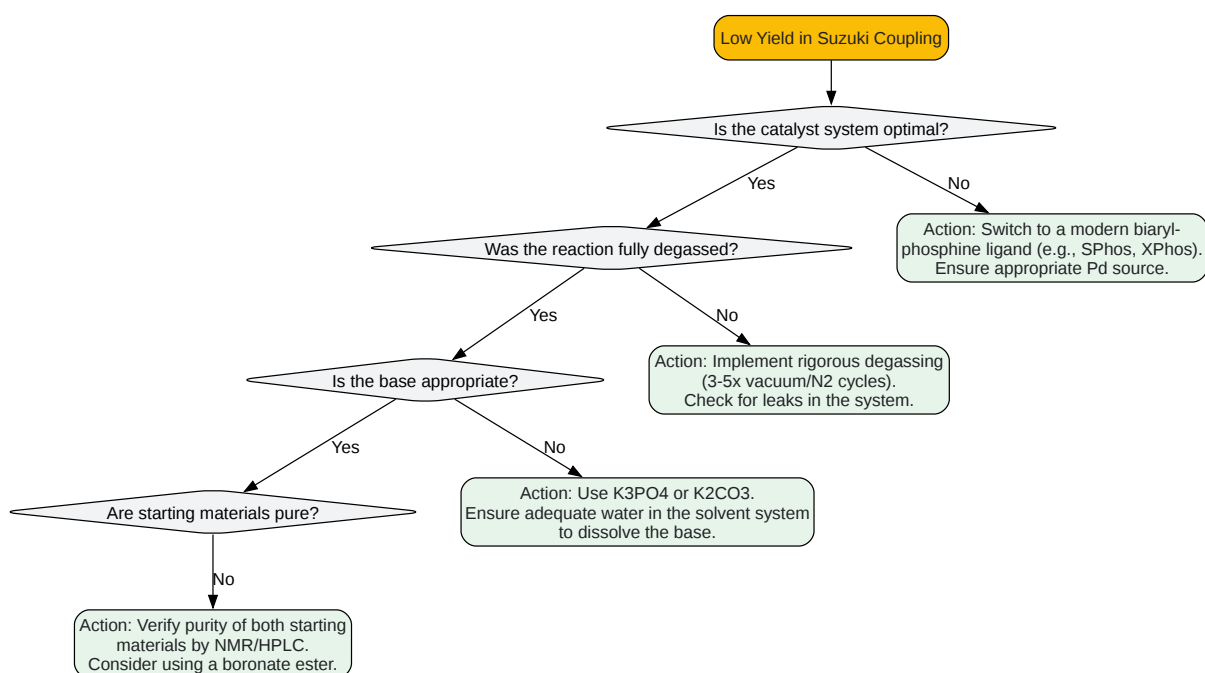 Low Yield in Suzuki Coupling
Is the catalyst system optimal?
Yes
No
Action: Switch to a modern biaryl-
phosphine ligand (e.g., SPhos, XPhos).
Ensure appropriate Pd source.
Was the reaction fully degassed?
Yes
No
Action: Implement rigorous degassing
(3-5x vacuum/N2 cycles).
Check for leaks in the system.
Is the base appropriate?
Yes
No
Action: Use K3PO4 or K2CO3.
Ensure adequate water in the solvent system
to dissolve the base.
Are starting materials pure?
No
Action: Verify purity of both starting
materials by NMR/HPLC.
Consider using a boronate ester.